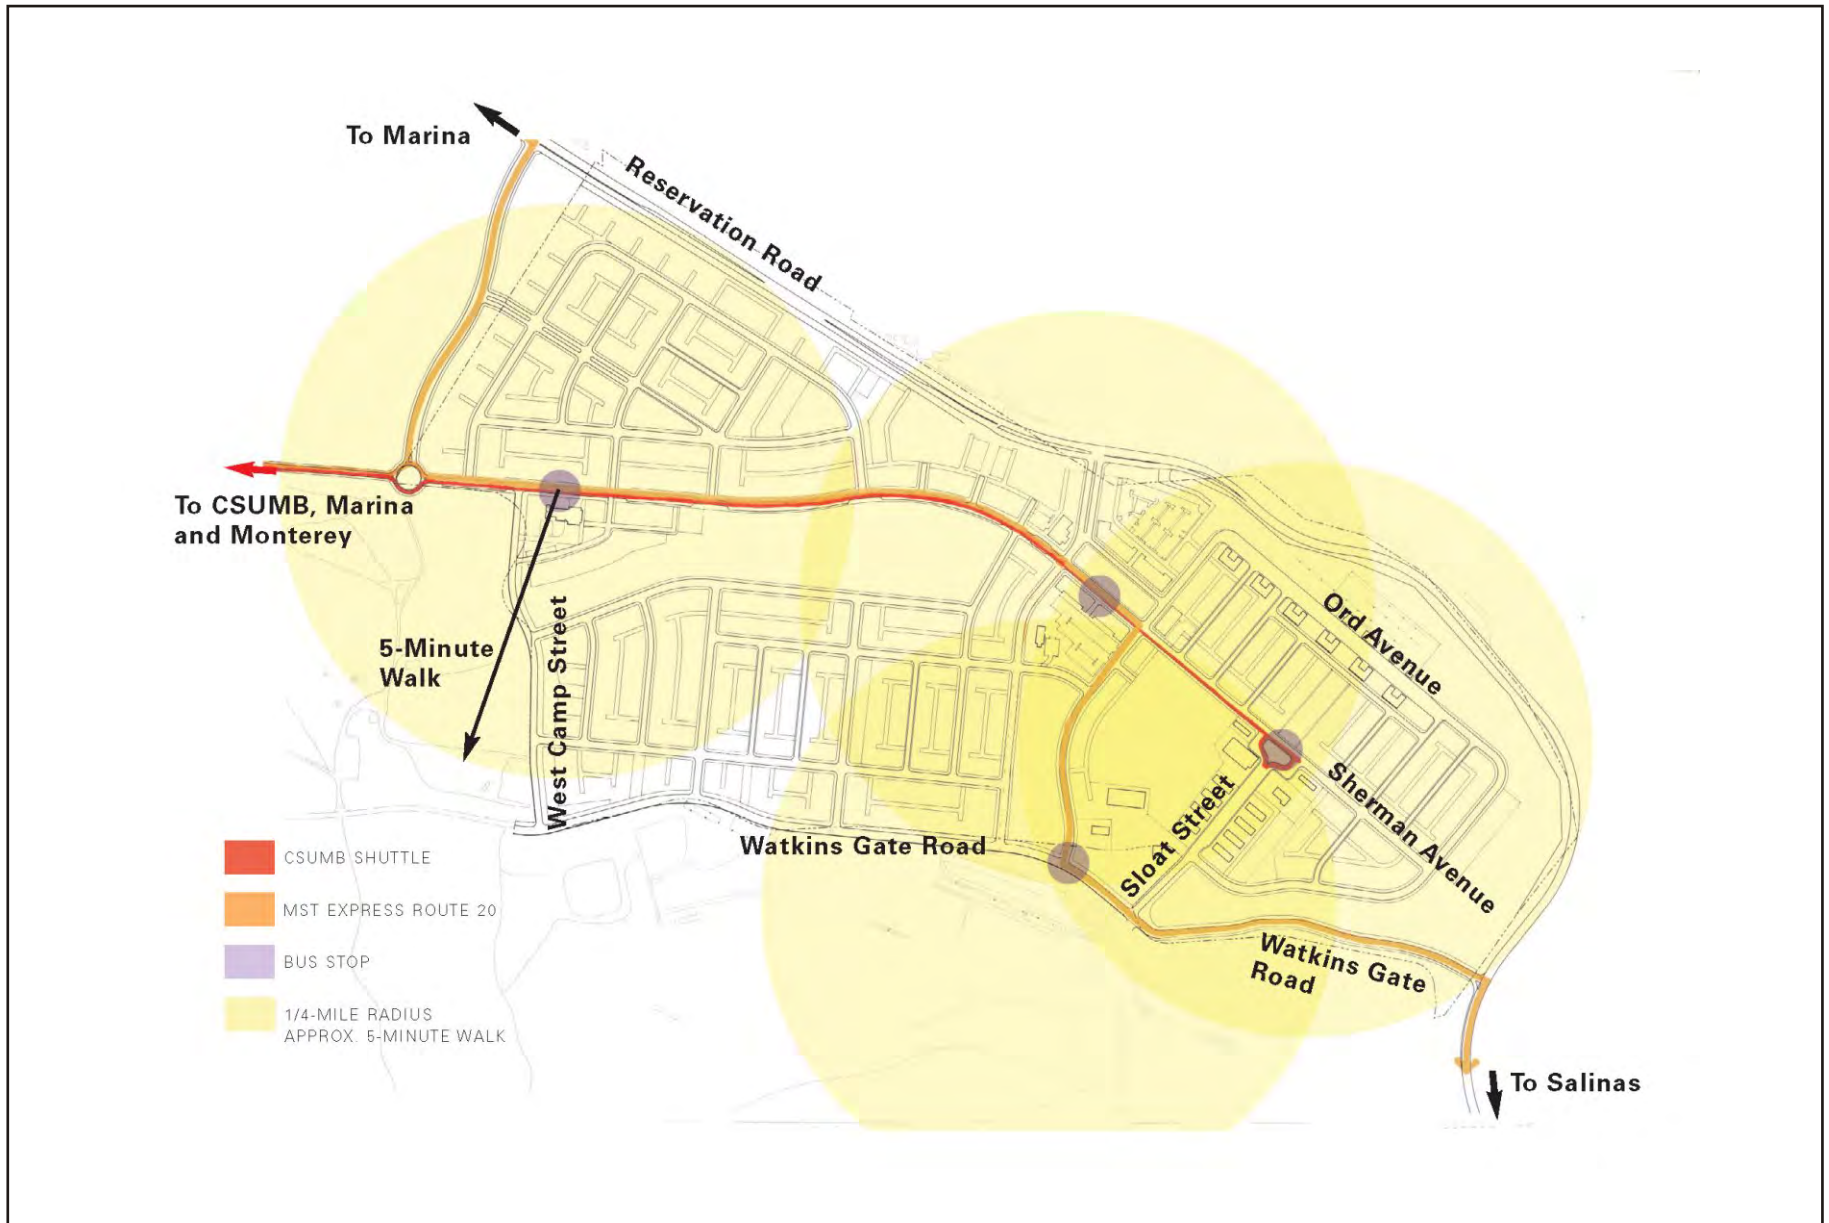 To Marina
Reservation Road
To CSUMB, Marina
and Monterey
5-Minute
Walk
West Camp Street
Ord Avenue
Sherman Avenue
Sloat Street
Watkins Gate Road
Watkins Gate
Road
To Salinas
CSUMB SHUTTLE
MST EXPRESS ROUTE 20
BUS STOP
1/4-MILE RADIUS
APPROX. 5-MINUTE WALK